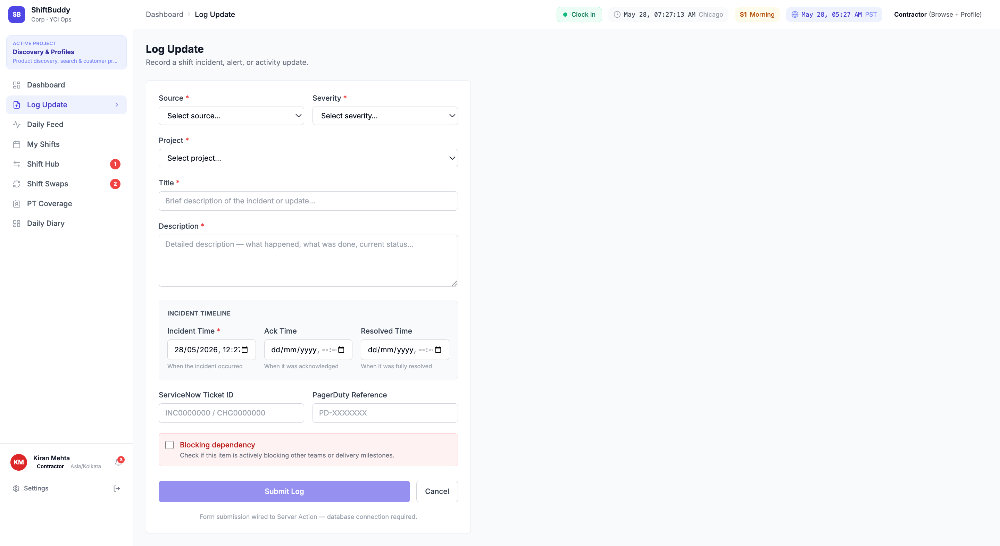 SB
ShiftBuddy
Corp · YCI Ops
ACTIVE PROJECT
Discovery & Profiles
Product discovery, search & customer pr...
Dashboard
Log Update
Daily Feed
My Shifts
Shift Hub
1
Shift Swaps
2
PT Coverage
Daily Diary
KM
Kiran Mehta
Contractor Asia/Kolkata
3
Settings
Dashboard > Log Update
Clock In
May 28, 07:27:13 AM Chicago
S1 Morning
May 28, 05:27 AM PST
Contractor (Browse + Profile)
Log Update
Record a shift incident, alert, or activity update.
Source * Severity *
Select source... Select severity...
Project *
Select project...
Title *
Brief description of the incident or update...
Description *
Detailed description — what happened, what was done, current status...
INCIDENT TIMELINE
Incident Time * Ack Time Resolved Time
28/05/2026, 12:27 dd/mm/yyyy, --:-- dd/mm/yyyy, --:--
When the incident occurred When it was acknowledged When it was fully resolved
ServiceNow Ticket ID PagerDuty Reference
INC0000000 / CHG0000000 PD-XXXXXXX
Blocking dependency
Check if this item is actively blocking other teams or delivery milestones.
Submit Log Cancel
Form submission wired to Server Action — database connection required.